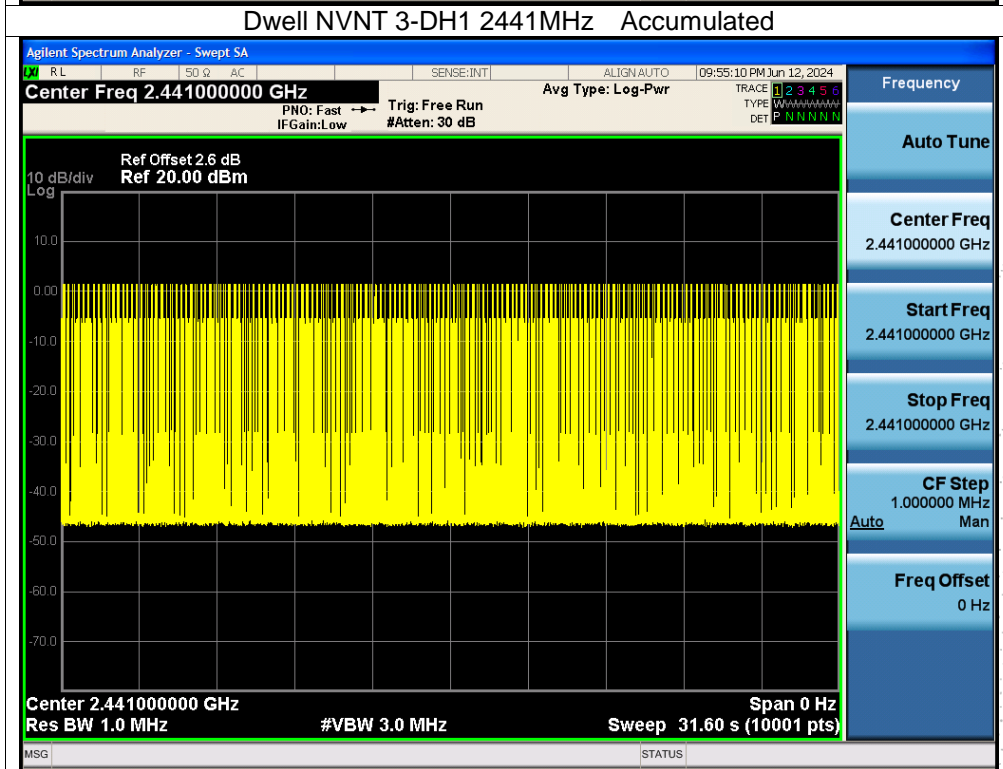 Dwell NVNT 3-DH1 2441MHz Accumulated
Agilent Spectrum Analyzer - Swept SA
LXI RL RF 50 Ω AC SENSE:INT ALIGN AUTO 09:55:10 PM Jun 12, 2024
Center Freq 2.441000000 GHz
PNO: Fast
IFGain:Low
Trig: Free Run
#Atten: 30 dB
Avg Type: Log-Pwr
TRACE 1 2 3 4 5 6
TYPE WWWWWW
DET P N N N N N
Frequency
Auto Tune
Center Freq
2.441000000 GHz
Start Freq
2.441000000 GHz
Stop Freq
2.441000000 GHz
CF Step
1.000000 MHz
Auto Man
Freq Offset
0 Hz
Ref Offset 2.6 dB
10 dB/div Ref 20.00 dBm
Log
10.0
0.00
-10.0
-20.0
-30.0
-40.0
-50.0
-60.0
-70.0
Center 2.441000000 GHz Span 0 Hz
Res BW 1.0 MHz #VBW 3.0 MHz Sweep 31.60 s (10001 pts)
MSG STATUS